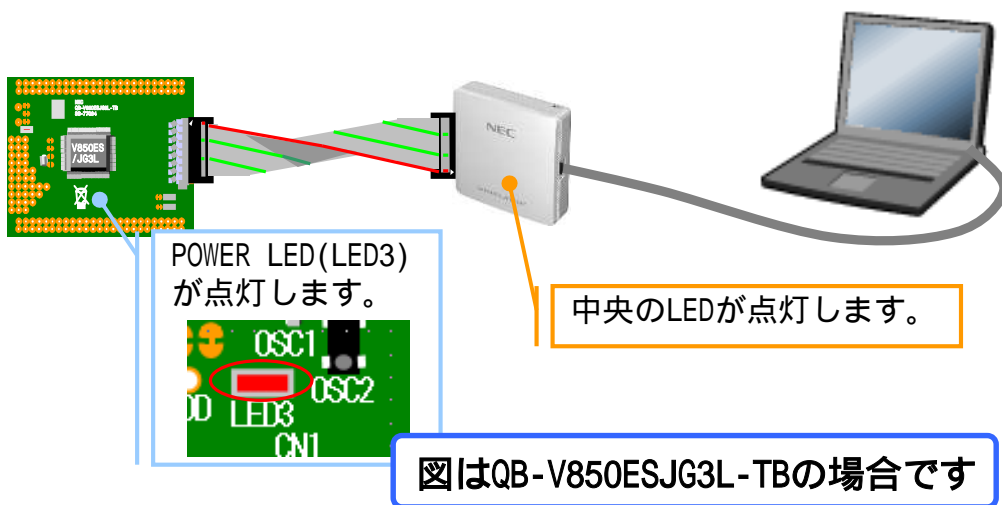 V850ES
/JG3L
NEC
POWER LED(LED3)
が点灯します。
OSC1
OSC2
LED3
CN1
中央のLEDが点灯します。
図はQB-V850ESJG3L-TBの場合です